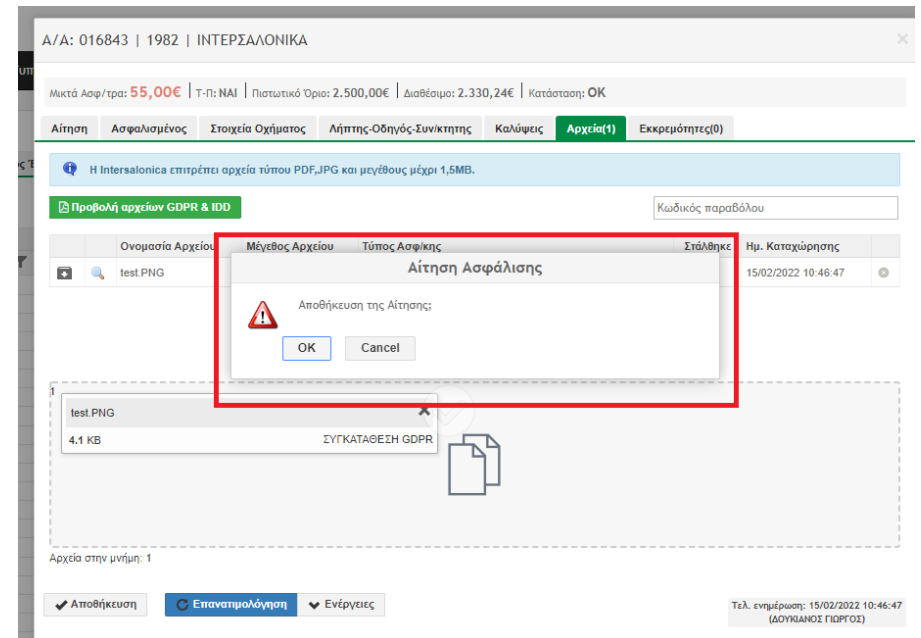 Α/Α: 016843 | 1982 | ΙΝΤΕΡΣΑΛΟΝΙΚΑ
Μικτά Ασφ/τρα: 55,00€ | Τ-Π: ΝΑΙ | Πιστωτικό Όριο: 2.500,00€ | Διαθέσιμο: 2.330,24€ | Κατάσταση: ΟΚ
Αίτηση Ασφαλισμένος Στοιχεία Οχήματος Λήπτης-Οδηγός-Συν/κτητης Καλύψεις Αρχεία(1) Εκκρεμότητες(0)
Η Intersalonica επιτρέπει αρχεία τύπου PDF,JPG και μεγέθους μέχρι 1,5MB.
Προβολή αρχείων GDPR & IDD Κωδικός παραβόλου
Ονομασία Αρχείου Μέγεθος Αρχείου Τύπος Ασφ/κης Στάλθηκε Ημ. Καταχώρησης
test.PNG 15/02/2022 10:46:47
Αίτηση Ασφάλισης
Αποθήκευση της Αίτησης;
OK Cancel
1
test.PNG
4.1 KB ΣΥΓΚΑΤΑΘΕΣΗ GDPR
Αρχεία στην μνήμη: 1
Αποθήκευση Επανατιμολόγηση Ενέργειες
Τελ. ενημέρωση: 15/02/2022 10:46:47
(ΔΟΥΚΙΑΝΟΣ ΓΙΩΡΓΟΣ)